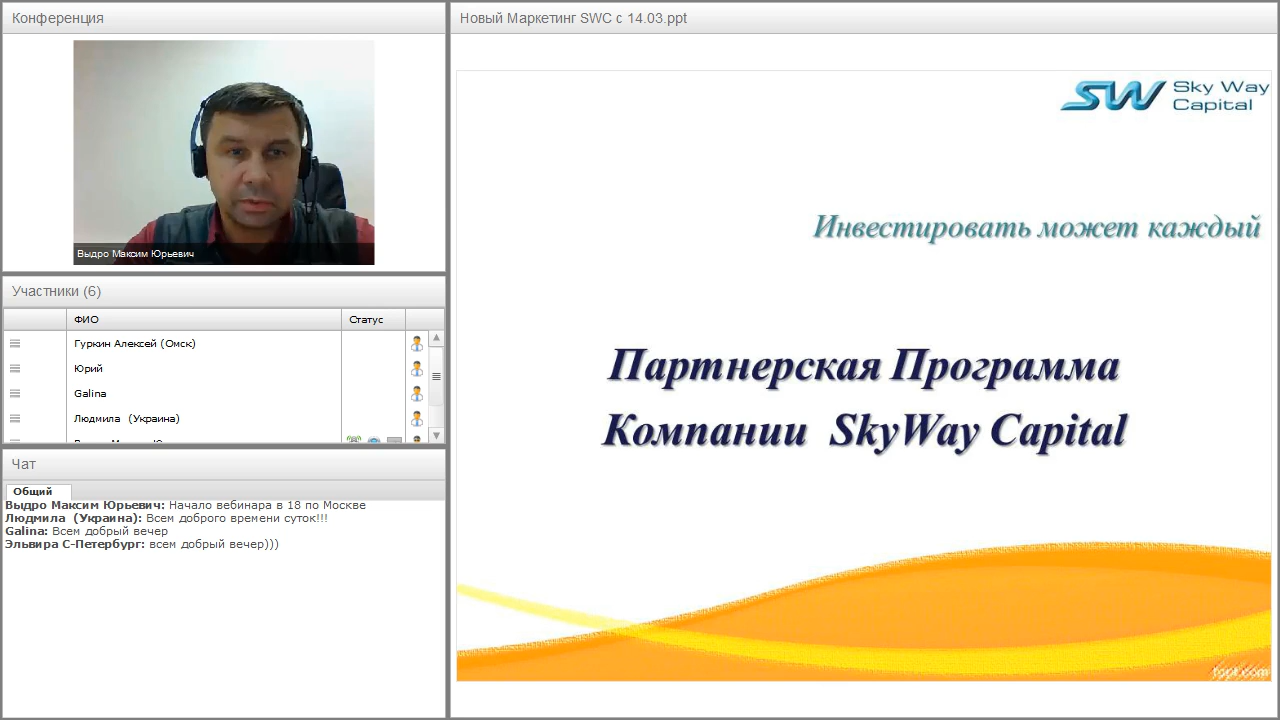 Конференция
Выдро Максим Юрьевич
Участники (6)
ФИО Статус
Гуркин Алексей (Омск)
Юрий
Galina
Людмила (Украина)
Чат
Общий
Выдро Максим Юрьевич: Начало вебинара в 18 по Москве
Людмила (Украина): Всем доброго времени суток!!!
Galina: Всем добрый вечер
Эльвира С-Петербург: всем добрый вечер)))
Новый Маркетинг SWC с 14.03.ppt
SW Sky Way
Capital
Инвестировать может каждый
Партнерская Программа
Компании SkyWay Capital
fppt.com